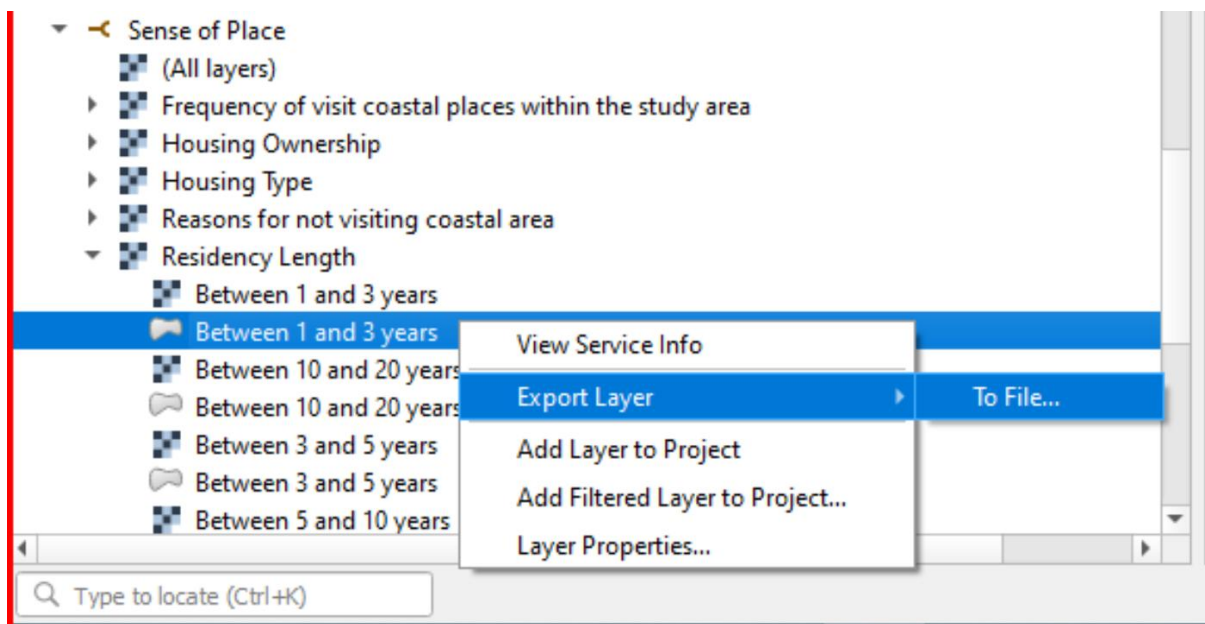 Sense of Place
(All layers)
Frequency of visit coastal places within the study area
Housing Ownership
Housing Type
Reasons for not visiting coastal area
Residency Length
Between 1 and 3 years
Between 1 and 3 years
Between 10 and 20 years
Between 10 and 20 years
Between 3 and 5 years
Between 3 and 5 years
Between 5 and 10 years
View Service Info
Export Layer
To File...
Add Layer to Project
Add Filtered Layer to Project...
Layer Properties...
Type to locate (Ctrl+K)